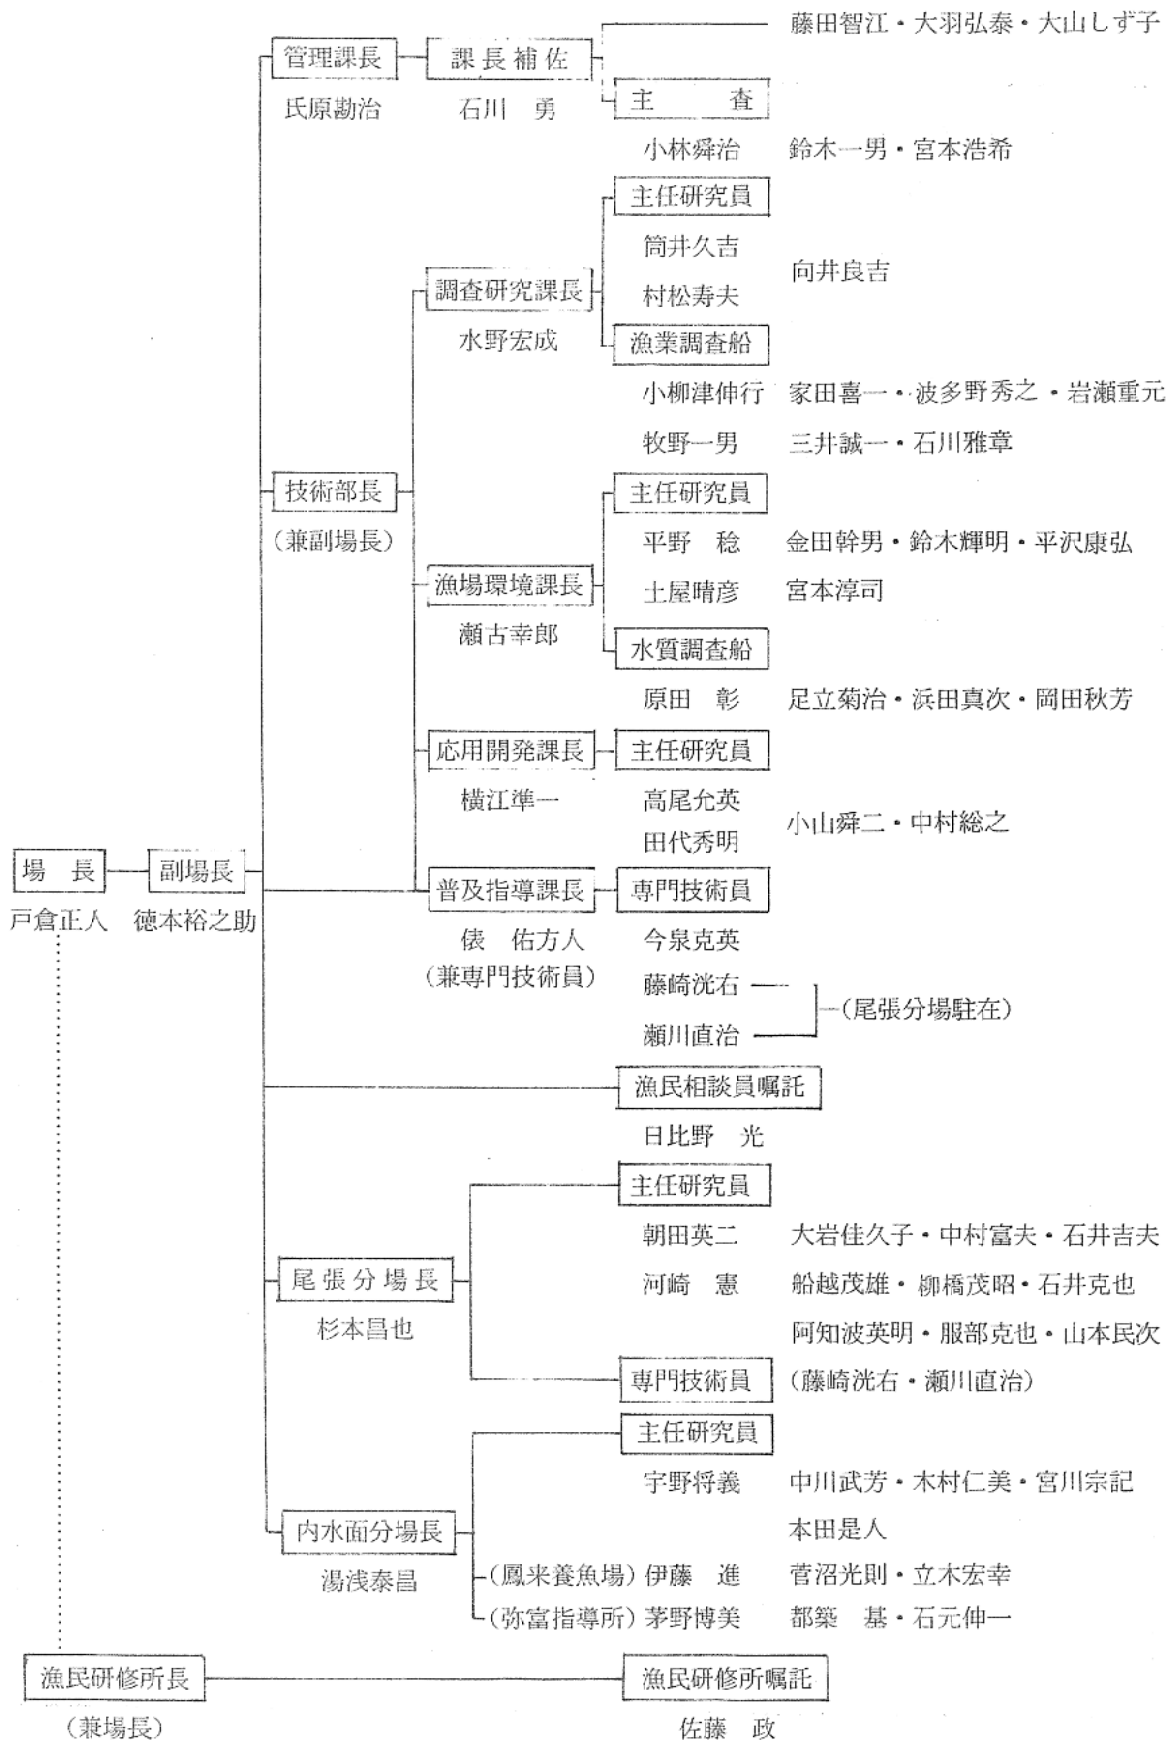 藤田智江・大羽弘泰・大山しず子
管理課長 課長補佐
氏原勘治 石川 勇
主 査
小林舜治 鈴木一男・宮本浩希
主任研究員
筒井久吉
向井良吉
調査研究課長 村松寿夫
水野宏成 漁業調査船
小柳津伸行 家田喜一・波多野秀之・岩瀬重元
牧野一男 三井誠一・石川雅章
技術部長 主任研究員
(兼副場長) 平野 稔 金田幹男・鈴木輝明・平沢康弘
漁場環境課長 土屋晴彦 宮本淳司
瀬古幸郎 水質調査船
原田 彰 足立菊治・浜田真次・岡田秋芳
応用開発課長 主任研究員
横江準一 高尾允英
小山舜二・中村総之
田代秀明
場 長 副場長 普及指導課長 専門技術員
戸倉正人 徳本裕之助 俵 佑方人 今泉克英
(兼専門技術員) 藤崎洸右
(尾張分場駐在)
瀬川直治
漁民相談員嘱託
日比野 光
主任研究員
朝田英二 大岩佳久子・中村富夫・石井吉夫
尾張分場長 河崎 憲 船越茂雄・柳橋茂昭・石井克也
杉本昌也 阿知波英明・服部克也・山本民次
専門技術員 (藤崎洸右・瀬川直治)
主任研究員
宇野将義 中川武芳・木村仁美・宮川宗記
内水面分場長 本田是人
湯浅泰昌 (鳳来養魚場) 伊藤 進 菅沼光則・立木宏幸
(弥富指導所) 茅野博美 都築 基・石元伸一
漁民研修所長 漁民研修所嘱託
(兼場長) 佐藤 政